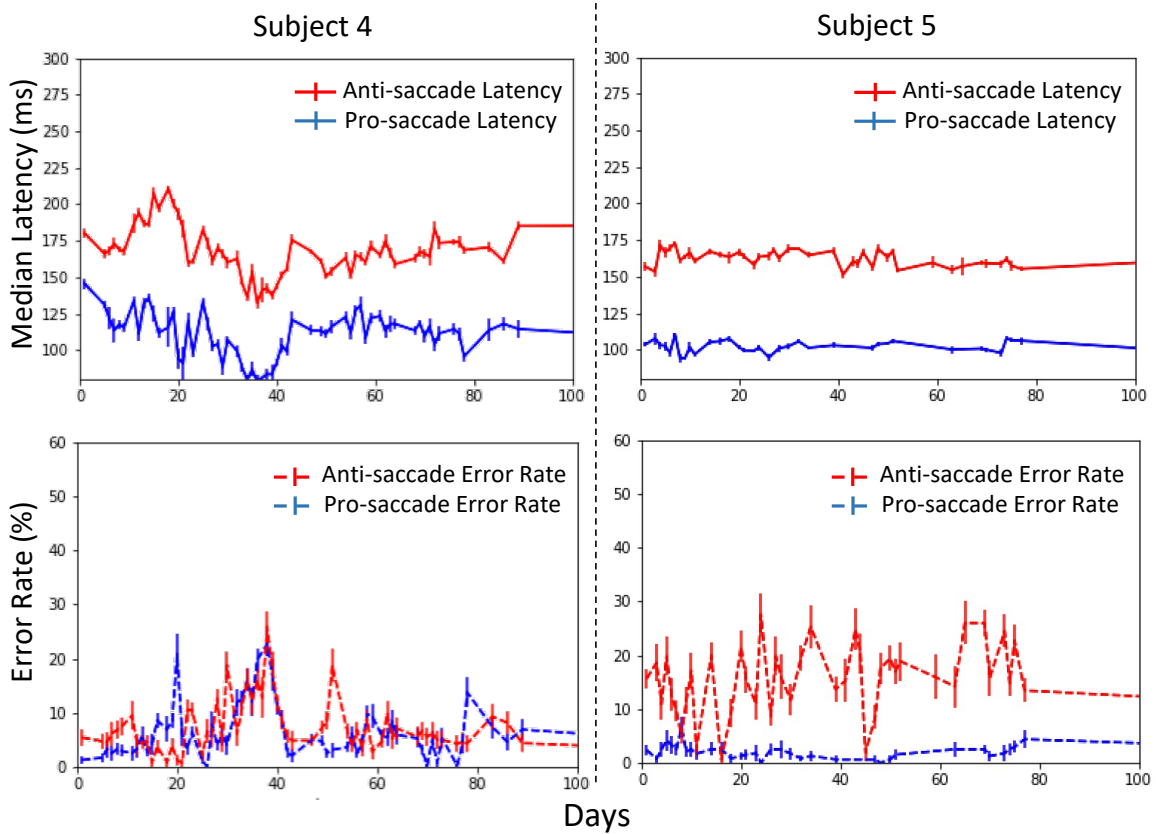 Subject 4
Subject 5
Median Latency (ms)
300
275
250
225
200
175
150
125
100
Anti-saccade Latency
Pro-saccade Latency
0 20 40 60 80 100
300
275
250
225
200
175
150
125
100
Anti-saccade Latency
Pro-saccade Latency
0 20 40 60 80 100
Error Rate (%)
60
50
40
30
20
10
0
Anti-saccade Error Rate
Pro-saccade Error Rate
0 20 40 60 80 100
60
50
40
30
20
10
0
Anti-saccade Error Rate
Pro-saccade Error Rate
0 20 40 60 80 100
Days